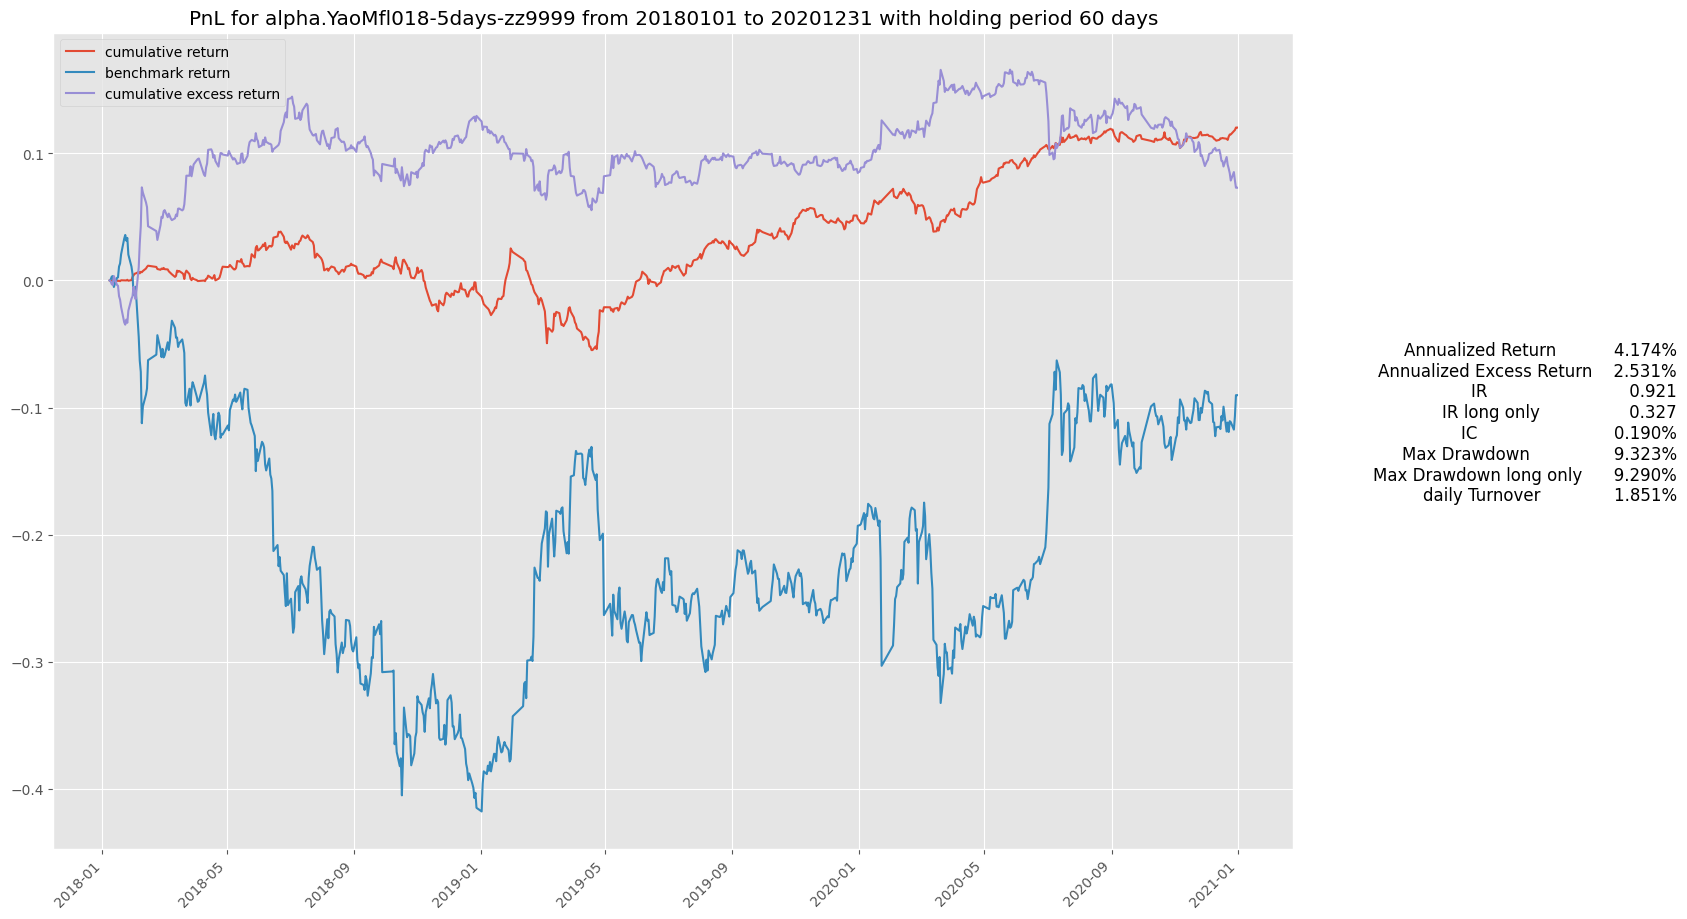 PnL for alpha.YaoMfl018-5days-zz9999 from 20180101 to 20201231 with holding period 60 days
cumulative return
benchmark return
cumulative excess return
0.1
0.0
−0.1
−0.2
−0.3
−0.4
2018-01
2018-05
2018-09
2019-01
2019-05
2019-09
2020-01
2020-05
2020-09
2021-01
Annualized Return 4.174%
Annualized Excess Return 2.531%
IR 0.921
IR long only 0.327
IC 0.190%
Max Drawdown 9.323%
Max Drawdown long only 9.290%
daily Turnover 1.851%